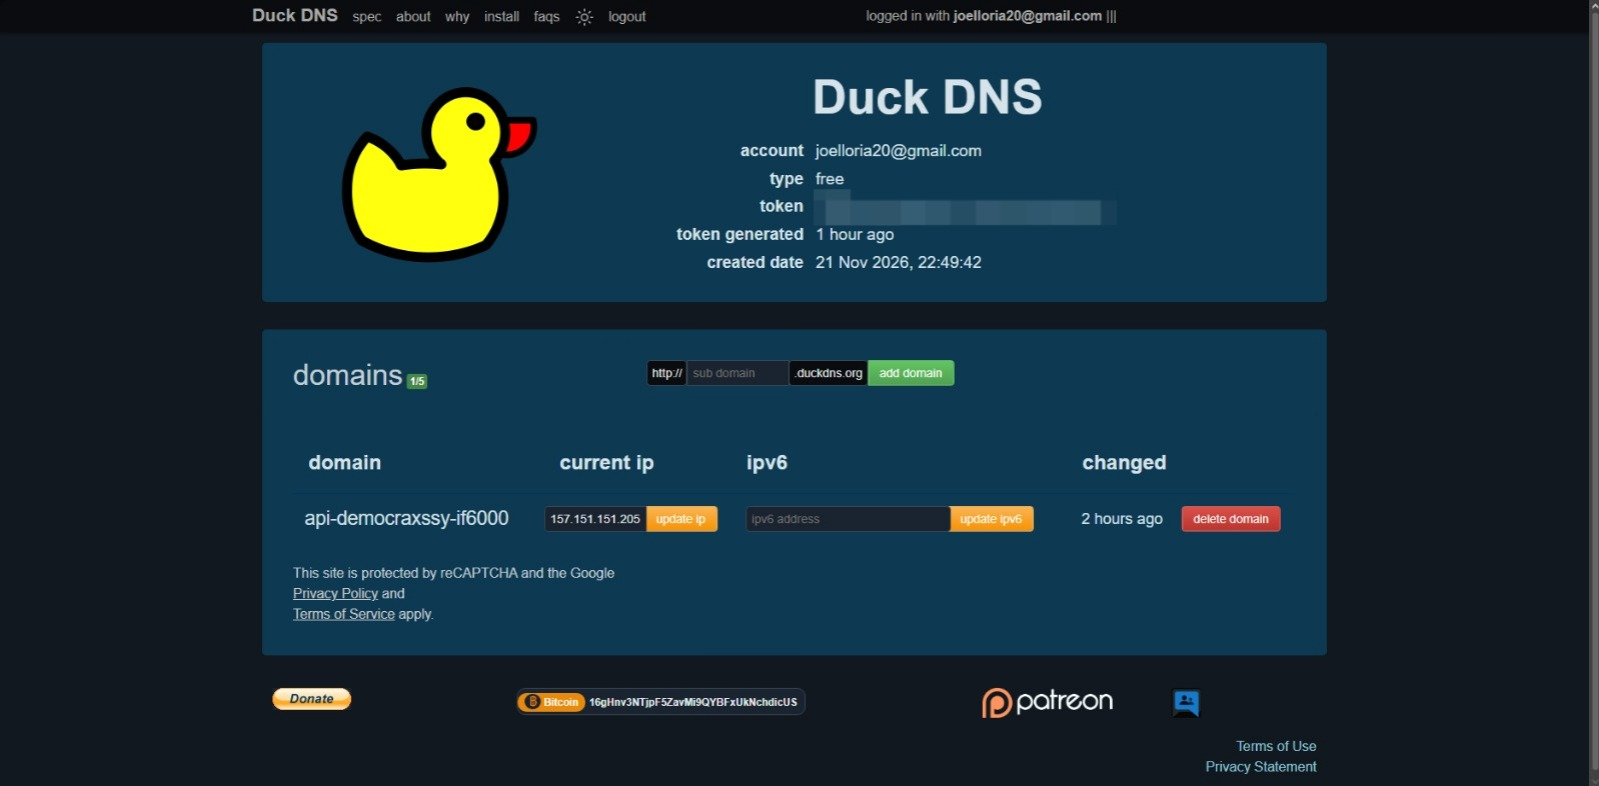 Duck DNS spec about why install faqs logout logged in with joelloria20@gmail.com |||
Duck DNS
account joelloria20@gmail.com
type free
token
token generated 1 hour ago
created date 21 Nov 2026, 22:49:42
domains 1/5 http:// sub domain .duckdns.org add domain
domain current ip ipv6 changed
api-democraxssy-if6000 157.151.151.205 update ip ipv6 address update ipv6 2 hours ago delete domain
This site is protected by reCAPTCHA and the Google
Privacy Policy and
Terms of Service apply.
Donate Bitcoin 16gHnv3NTjpF5ZavMi9QYBFxUkNchdicUS patreon
Terms of Use
Privacy Statement